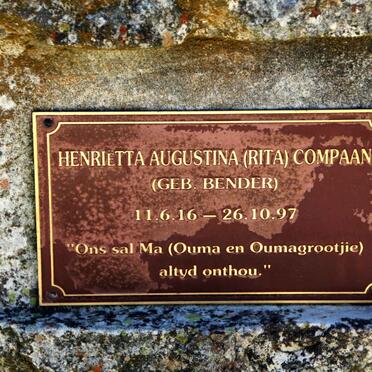 HENRIËTTA AUGUSTINA (RITA) COMPAAN
(GEB. BENDER)
11.6.16 – 26.10.97
"Ons sal Ma (Ouma en Oumagrootjie)
altyd onthou."